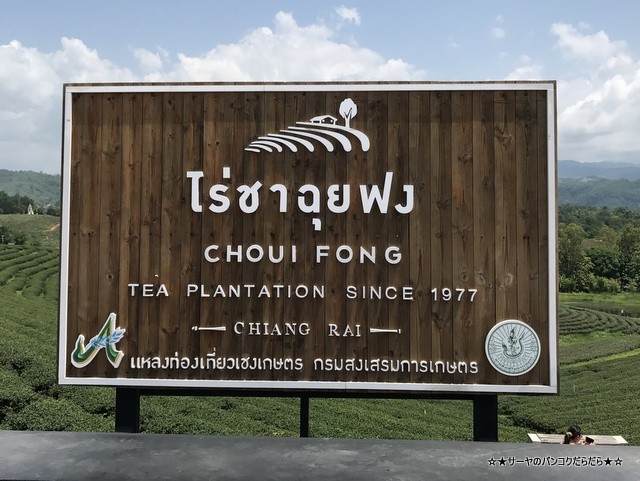 ไร่ชาฉุยฟง
CHOUI FONG
TEA PLANTATION SINCE 1977
CHIANG RAI
แหล่งท่องเที่ยวเชิงเกษตร กรมส่งเสริมการเกษตร
☆★サーヤのバンコクだらだら★☆